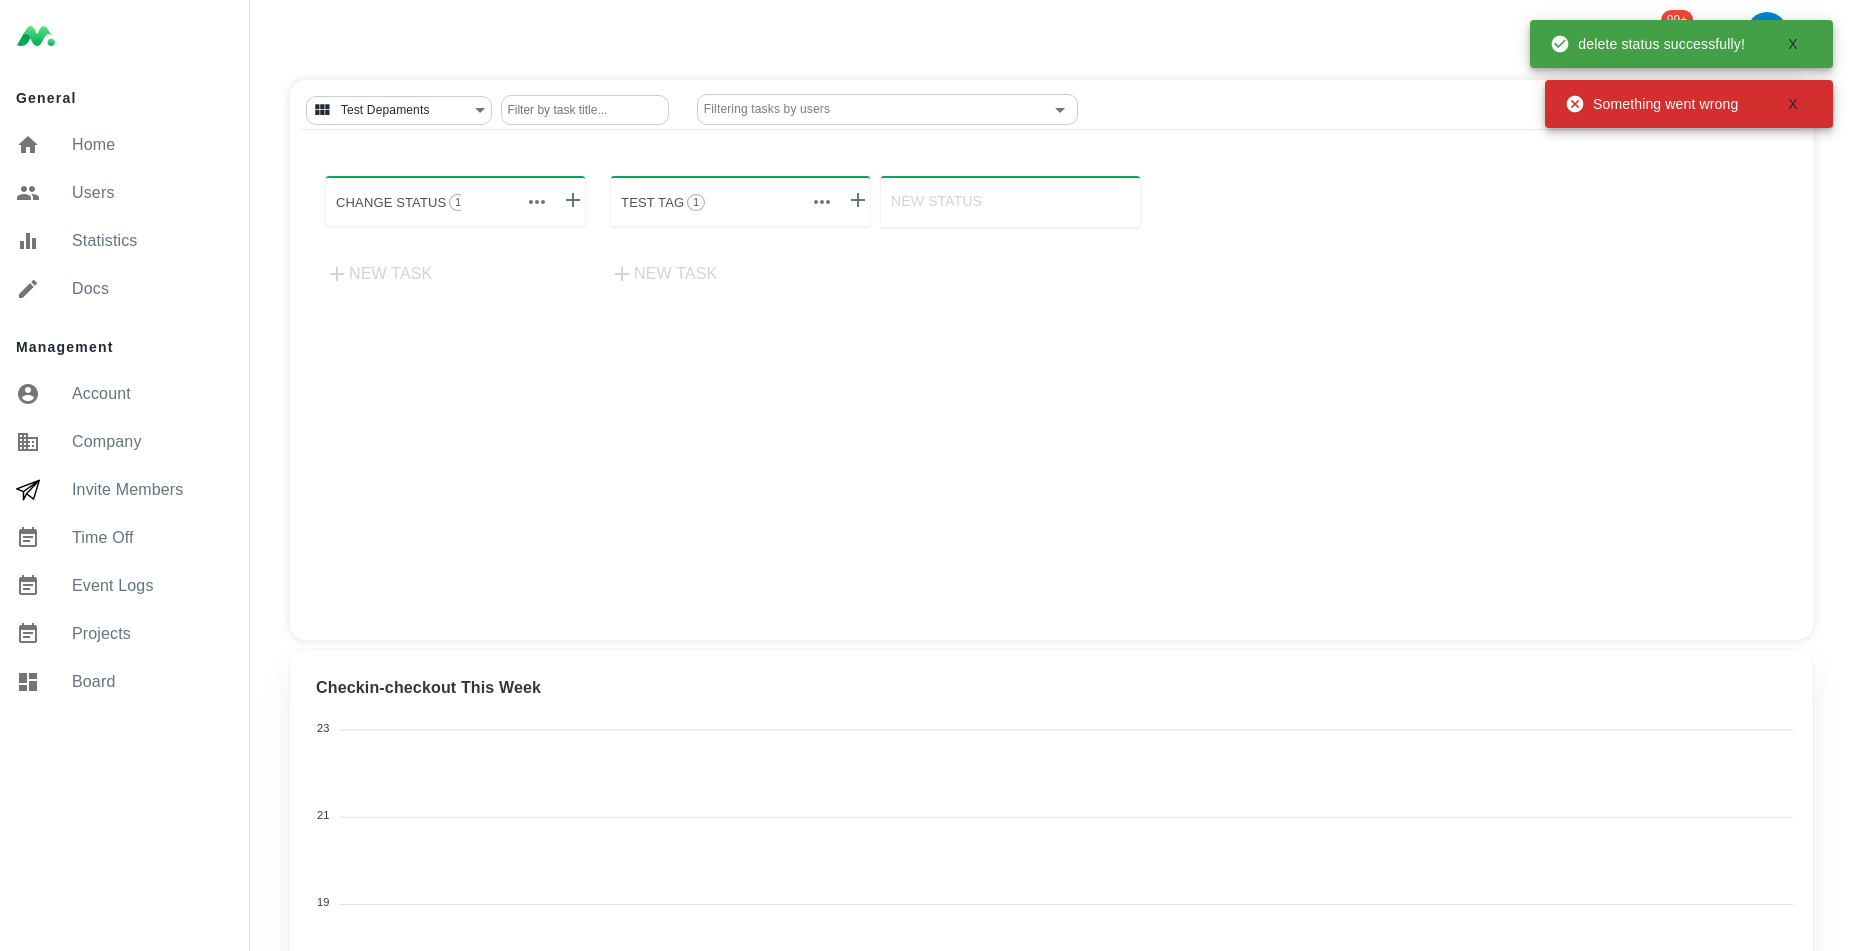 General
Home
Users
Statistics
Docs
Management
Account
Company
Invite Members
Time Off
Event Logs
Projects
Board
99+
delete status successfully! X
Something went wrong X
Test Depaments
Filter by task title...
Filtering tasks by users
CHANGE STATUS 1
TEST TAG 1
NEW STATUS
NEW TASK
NEW TASK
Checkin-checkout This Week
23
21
19